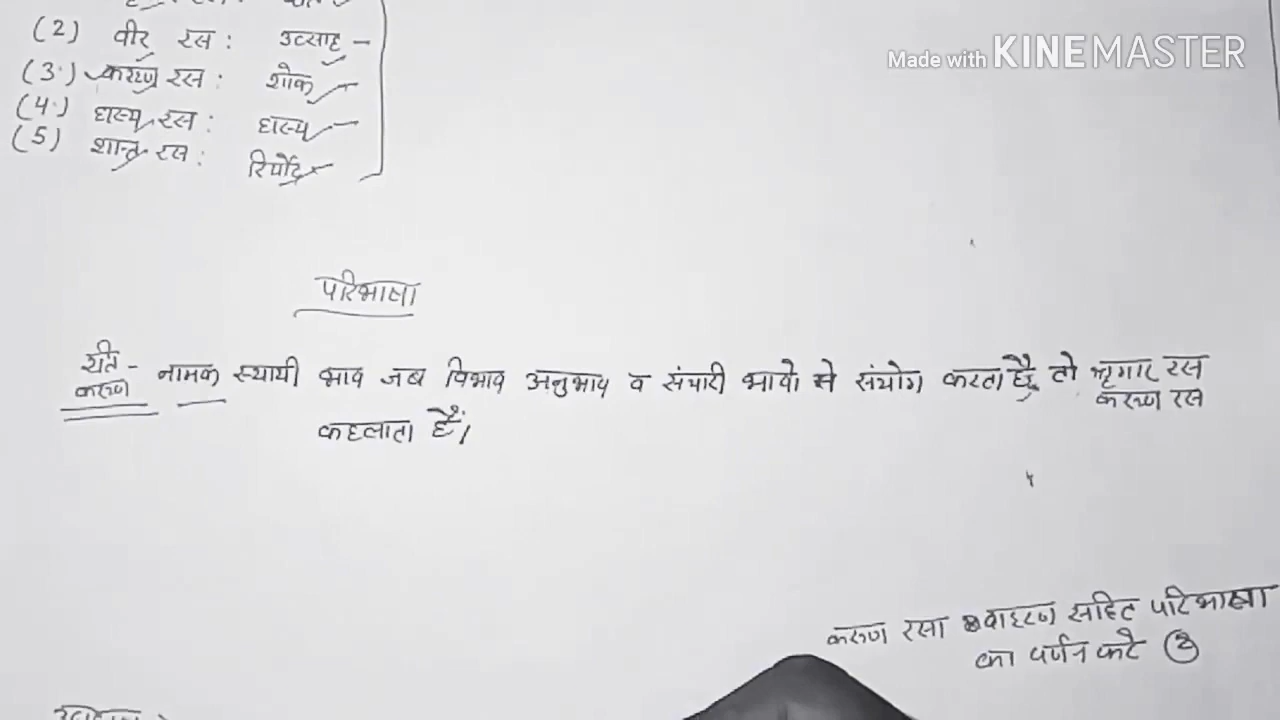 (2) वीर रस : उत्साह -
Made with KINEMASTER
(3.) करुण रस : शोक
(4.) हास्य रस : हास्य -
(5) शान्त रस : निर्वेद
परिभाषा
रति - नामक स्थायी भाव जब विभाव अनुभाव व संचारी भावो से संयोग करता है तो श्रृगार रस
करुण करुण रस
कहलाता हैं।
करुण रस उदाहरण सहित परिभाषा
का वर्णन करे (2)